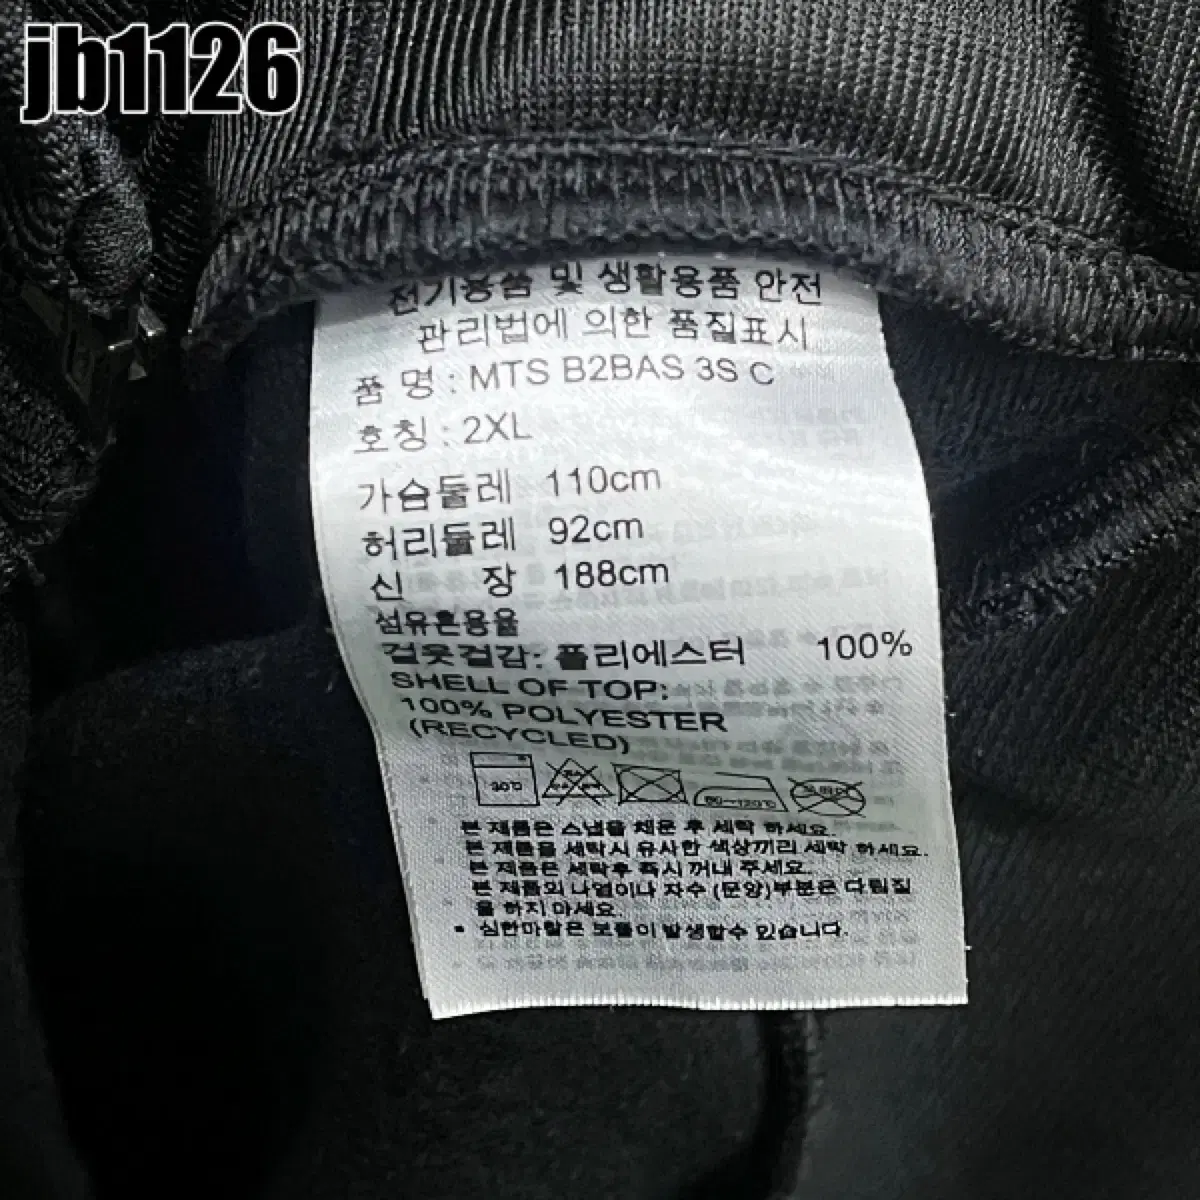 jb1126
전기용품 및 생활용품 안전
관리법에 의한 품질표시
품 명 : MTS B2BAS 3S C
호칭 : 2XL
가슴둘레 110cm
허리둘레 92cm
신 장 188cm
섬유혼용율
겉옷겉감: 폴리에스터 100%
SHELL OF TOP:
100% POLYESTER
(RECYCLED)
30℃ 80~120℃
본 제품은 스냅을 채운 후 세탁 하세요.
본 제품을 세탁시 유사한 색상끼리 세탁 하세요.
본 제품은 세탁후 즉시 꺼내 주세요.
본 제품의 나염이나 자수 (문양)부분은 다림질
을 하지 마세요.
* 심한마찰은 보풀이 발생할수 있습니다.